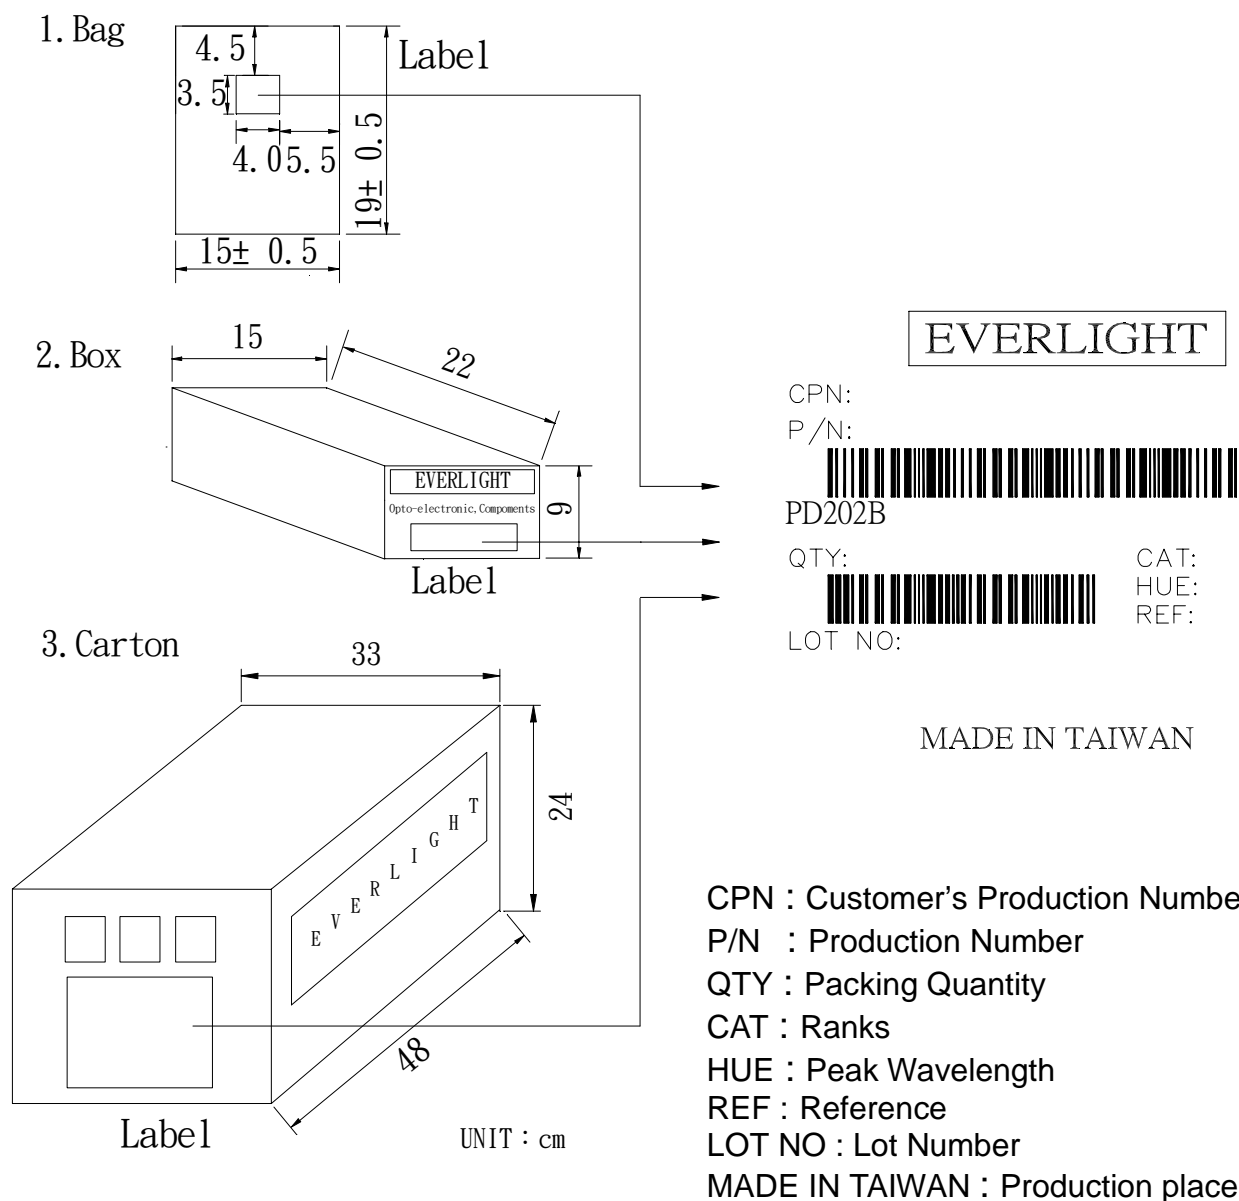 1. Bag
4.5
Label
3.5
4.0
5.5
19± 0.5
15± 0.5
2. Box
15
22
EVERLIGHT
Opto-electronic,Compoments
9
Label
3. Carton
33
24
EVERLIGHT
48
Label
UNIT：cm
EVERLIGHT
CPN:
P/N:
PD202B
QTY:
CAT:
HUE:
REF:
LOT NO:
MADE IN TAIWAN
CPN：Customer's Production Numbe
P/N ：Production Number
QTY：Packing Quantity
CAT：Ranks
HUE：Peak Wavelength
REF : Reference
LOT NO : Lot Number
MADE IN TAIWAN：Production place